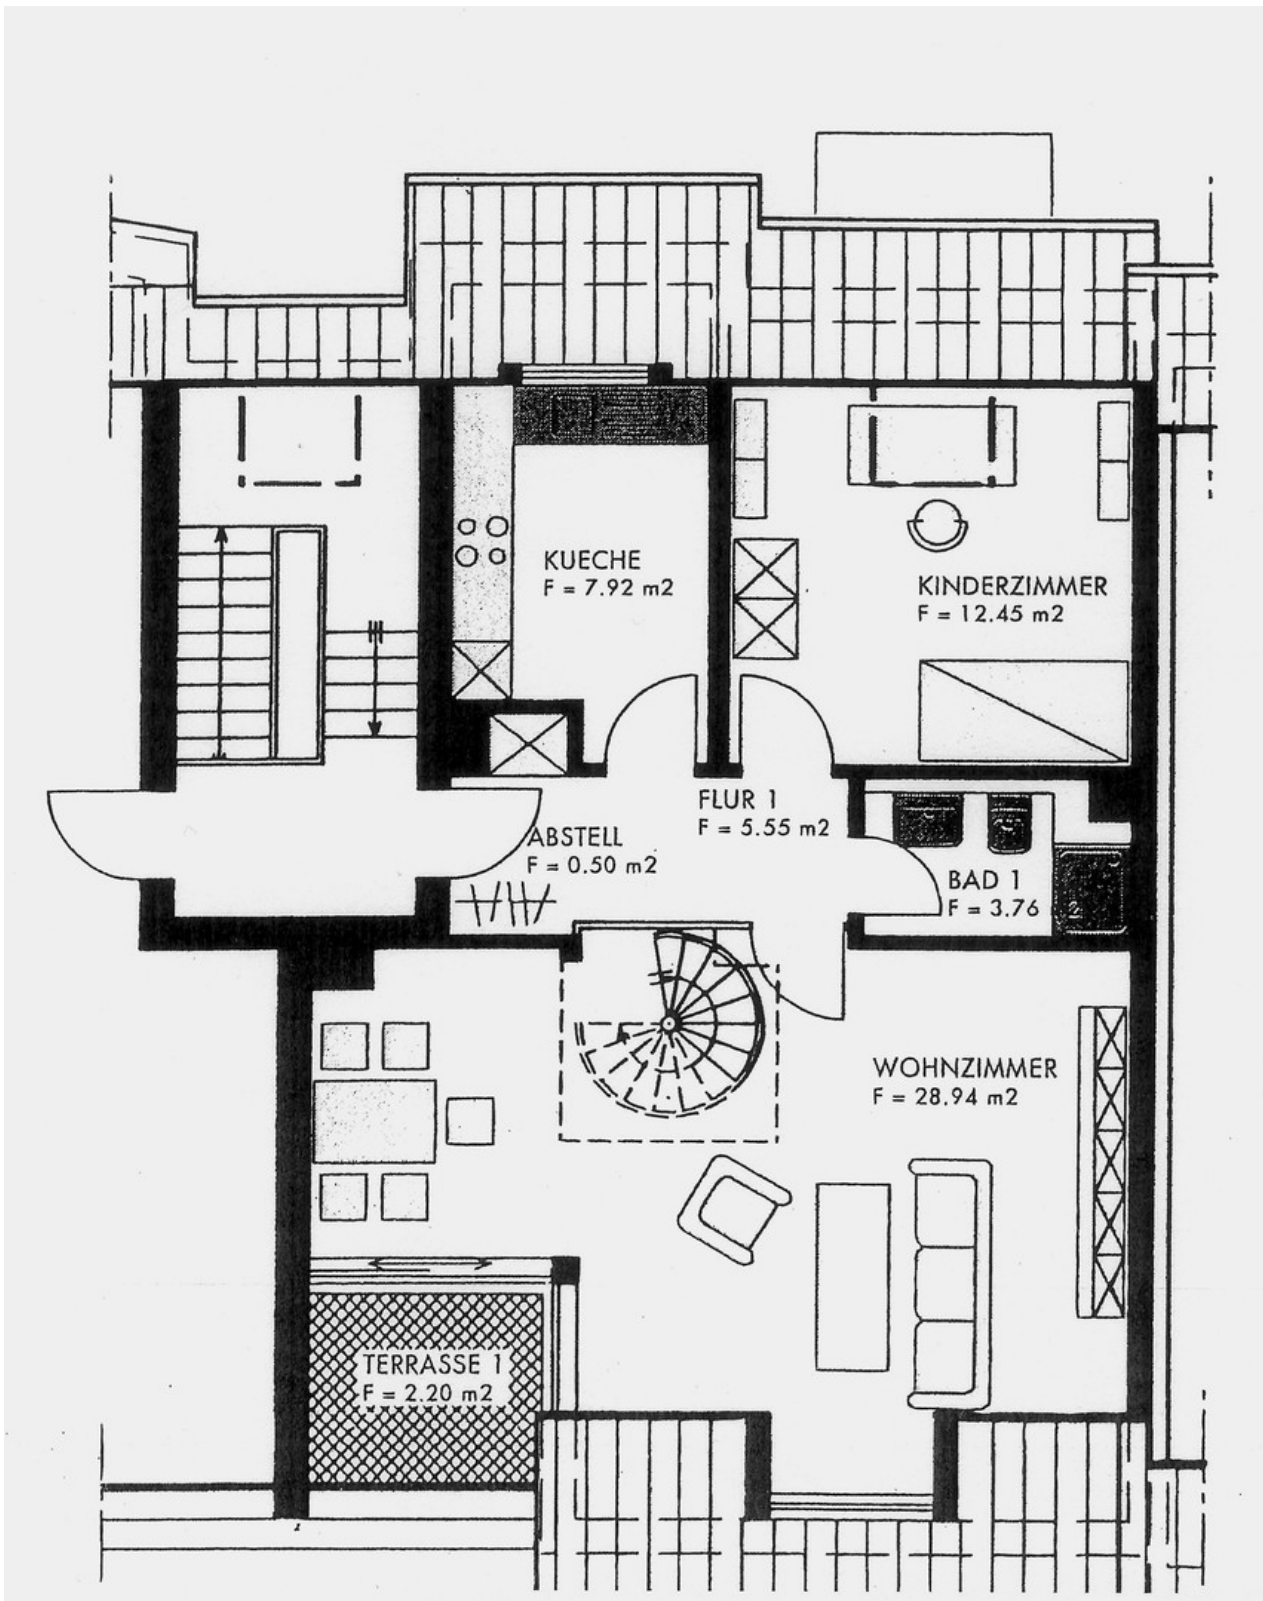 KUECHE
F = 7.92 m2
KINDERZIMMER
F = 12.45 m2
FLUR 1
F = 5.55 m2
ABSTELL
F = 0.50 m2
BAD 1
F = 3.76
WOHNZIMMER
F = 28.94 m2
TERRASSE 1
F = 2.20 m2